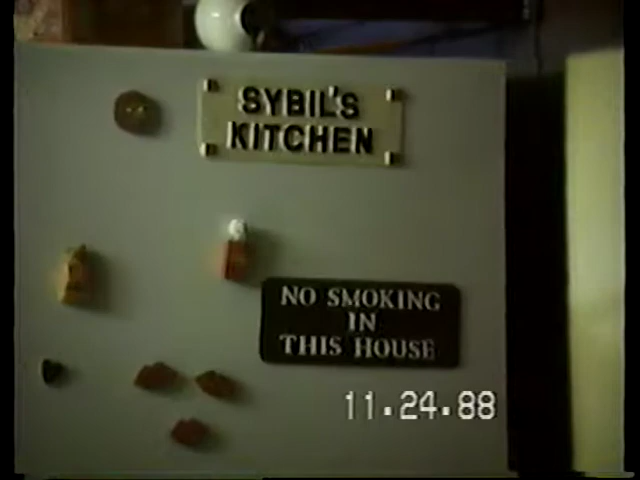 SYBIL'S
KITCHEN
NO SMOKING
IN
THIS HOUSE
11.24.88